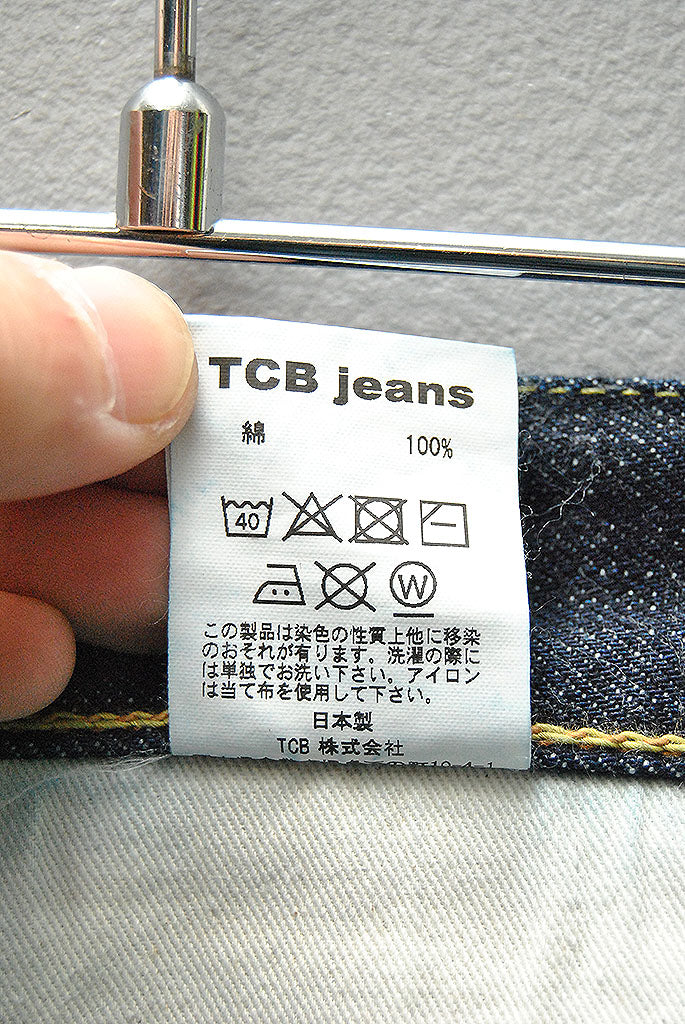 TCB jeans
綿 100%
40
W
この製品は染色の性質上他に移染
のおそれが有ります。洗濯の際に
は単独でお洗い下さい。アイロン
は当て布を使用して下さい。
日本製
TCB 株式会社